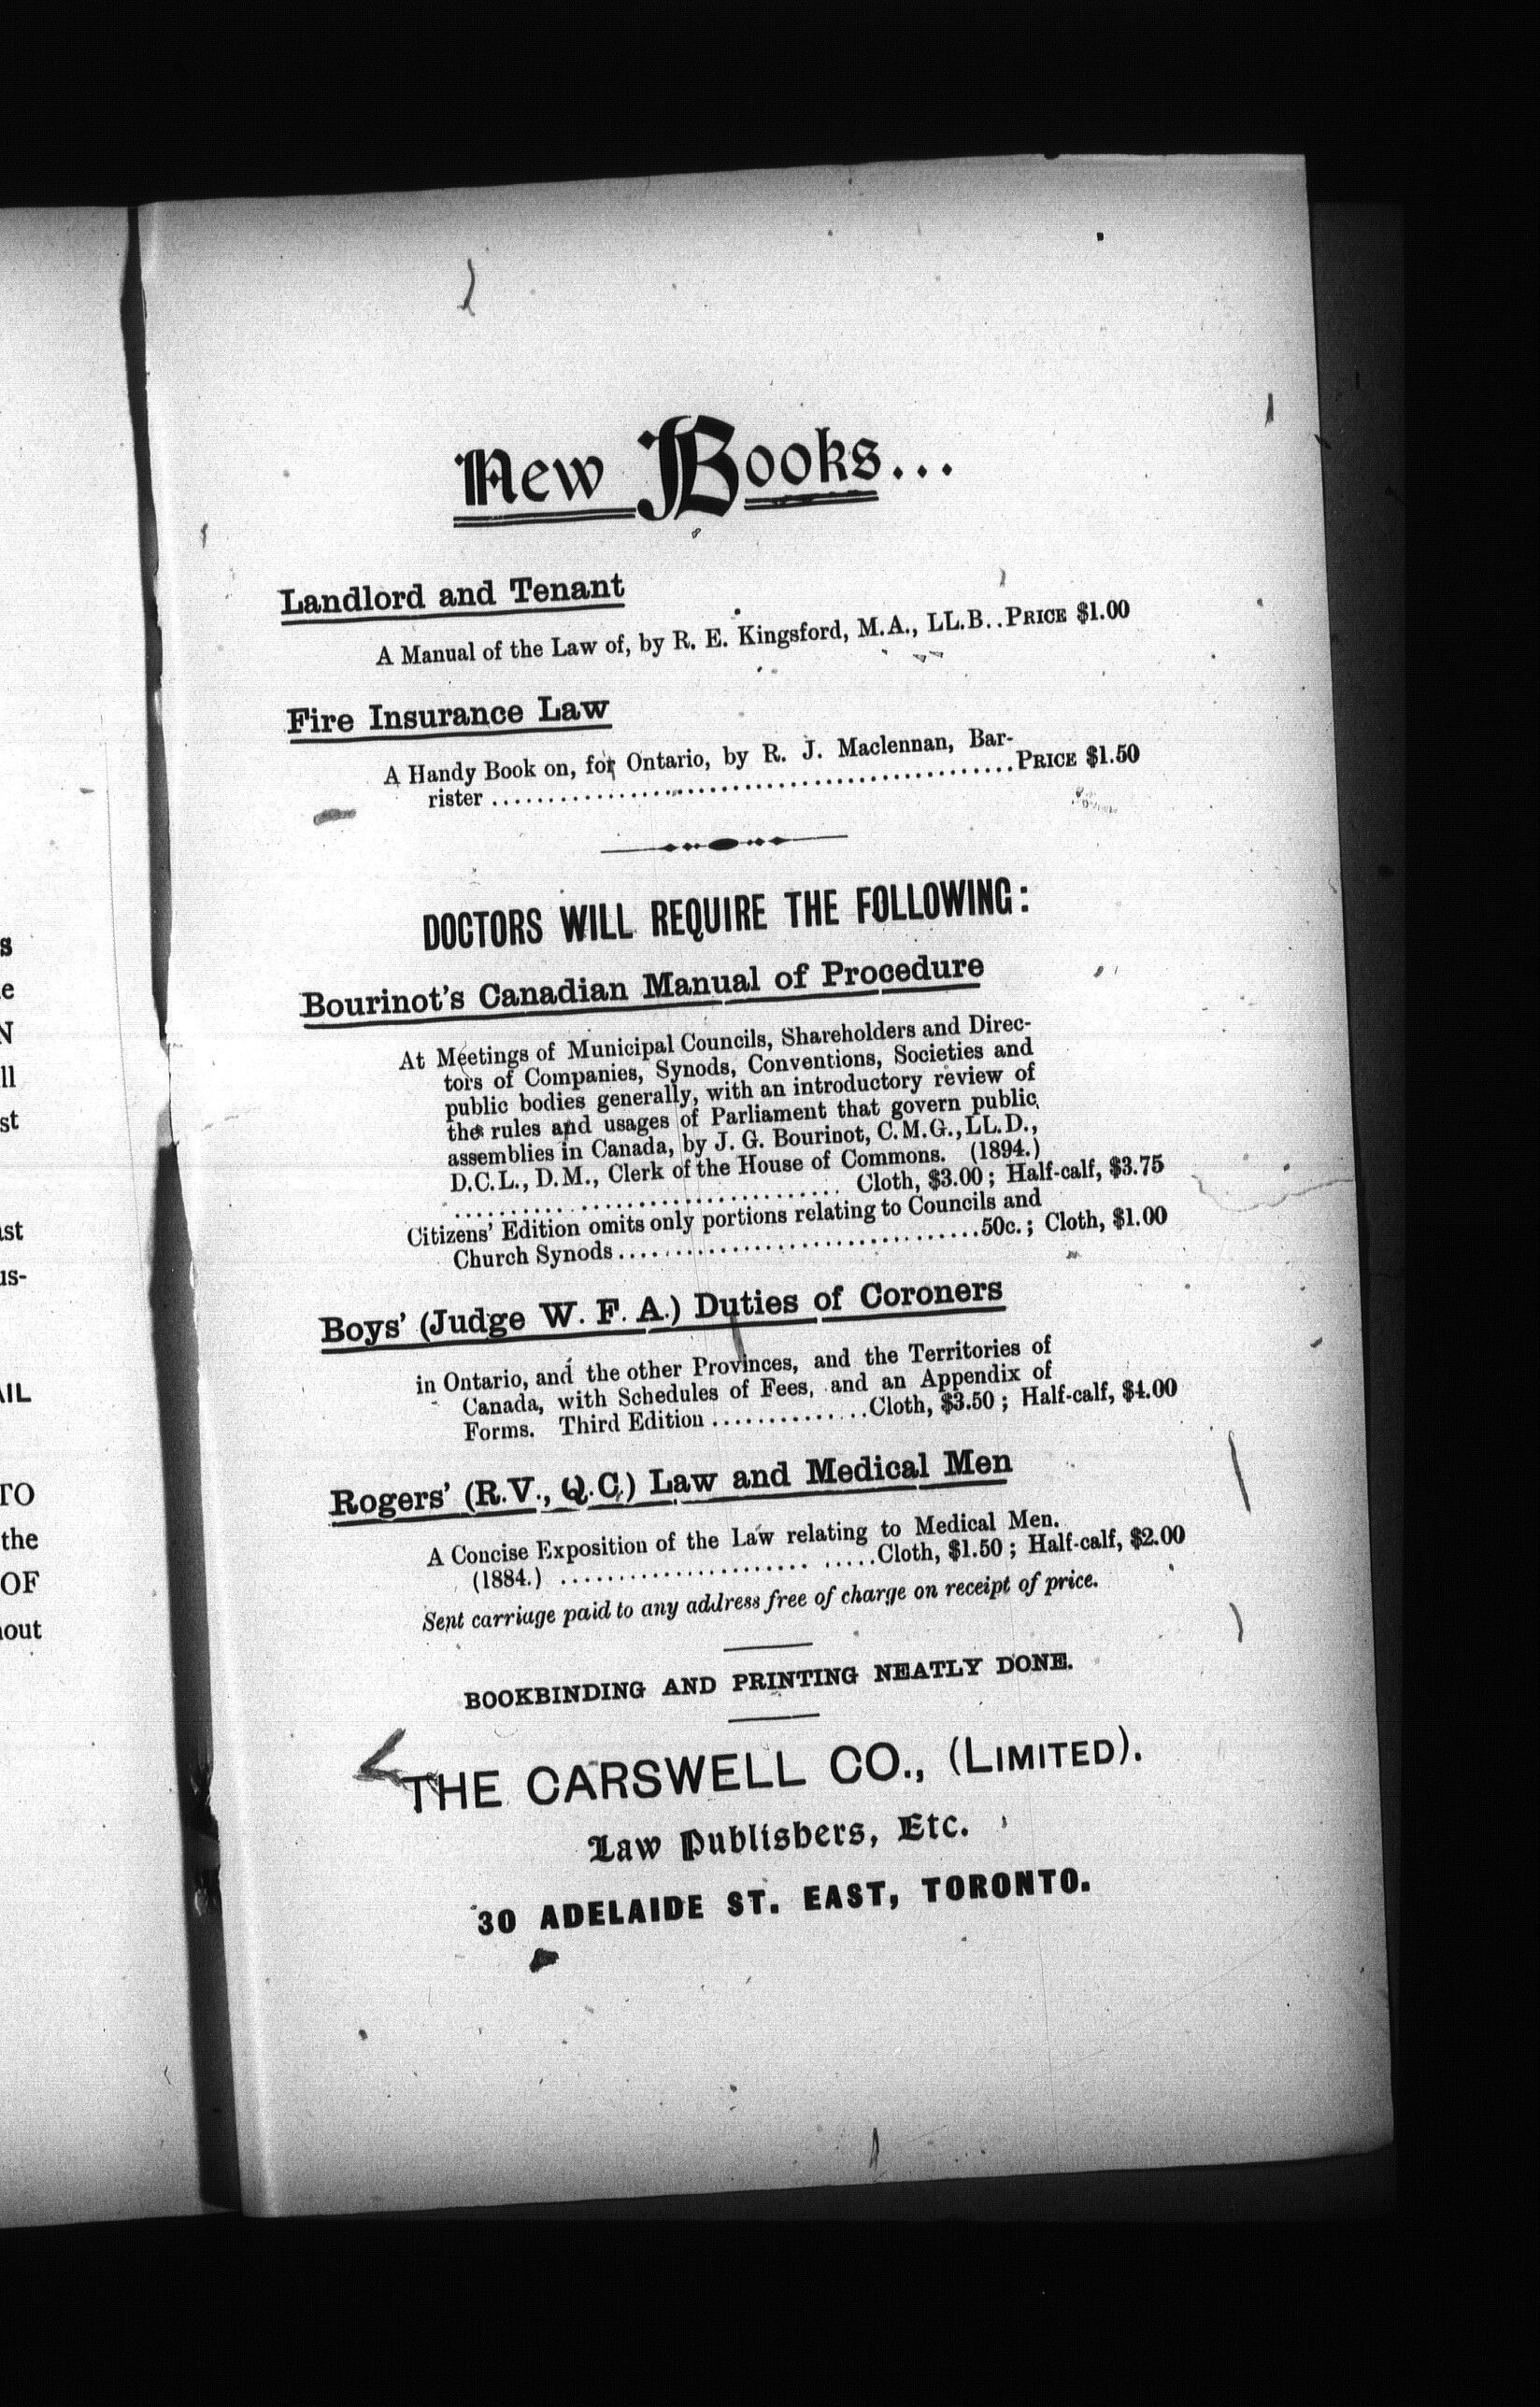 s
e
N
ll
st
st
us-
AIL
TO
the
OF
out
New Books...
Landlord and Tenant
A Manual of the Law of, by R. E. Kingsford, M.A., LL.B..PRICE $1.00
Fire Insurance Law
A Handy Book on, for Ontario, by R. J. Maclennan, Bar-
rister ..................................................PRICE $1.50
DOCTORS WILL REQUIRE THE FOLLOWING:
Bourinot's Canadian Manual of Procedure
At Meetings of Municipal Councils, Shareholders and Direc-
tors of Companies, Synods, Conventions, Societies and
public bodies generally, with an introductory review of
the rules and usages of Parliament that govern public
assemblies in Canada, by J. G. Bourinot, C.M.G., LL.D.,
D.C.L., D.M., Clerk of the House of Commons. (1894.)
.................................... Cloth, $3.00; Half-calf, $3.75
Citizens' Edition omits only portions relating to Councils and
Church Synods.................................50c.; Cloth, $1.00
Boys' (Judge W. F. A.) Duties of Coroners
in Ontario, and the other Provinces, and the Territories of
Canada, with Schedules of Fees, and an Appendix of
Forms. Third Edition ..............Cloth, $3.50; Half-calf, $4.00
Rogers' (R.V., Q.C.) Law and Medical Men
A Concise Exposition of the Law relating to Medical Men.
(1884.) ...................... .....Cloth, $1.50; Half-calf, $2.00
Sent carriage paid to any address free of charge on receipt of price.
BOOKBINDING AND PRINTING NEATLY DONE.
THE CARSWELL CO., (LIMITED).
Law Publishers, Etc.
30 ADELAIDE ST. EAST, TORONTO.